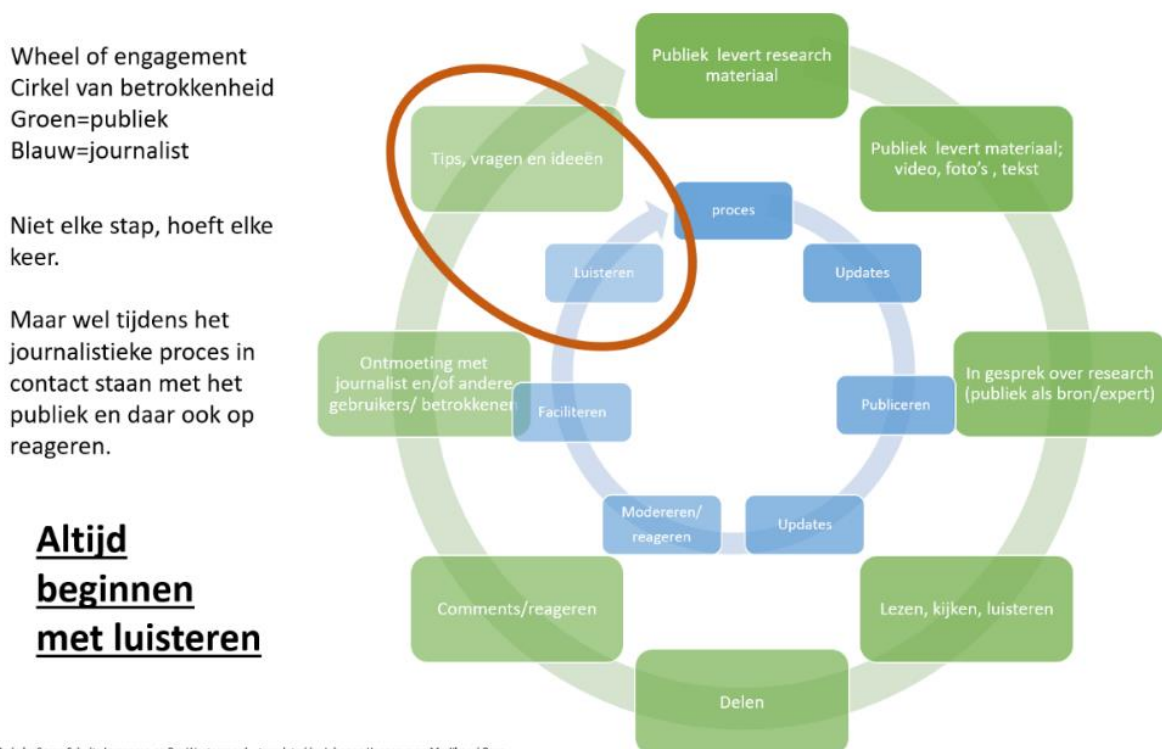 Wheel of engagement
Cirkel van betrokkenheid
Groen=publiek
Blauw=journalist
Niet elke stap, hoeft elke
keer.
Maar wel tijdens het
journalistieke proces in
contact staan met het
publiek en daar ook op
reageren.
Altijd
beginnen
met luisteren
Publiek levert research
materiaal
Publiek levert materiaal;
video, foto's , tekst
In gesprek over research
(publiek als bron/expert)
Lezen, kijken, luisteren
Delen
Comments/reageren
Ontmoeting met
journalist en/of andere
gebruikers/ betrokkenen
Tips, vragen en ideeën
proces
Updates
Publiceren
Updates
Modereren/
reageren
Faciliteren
Luisteren